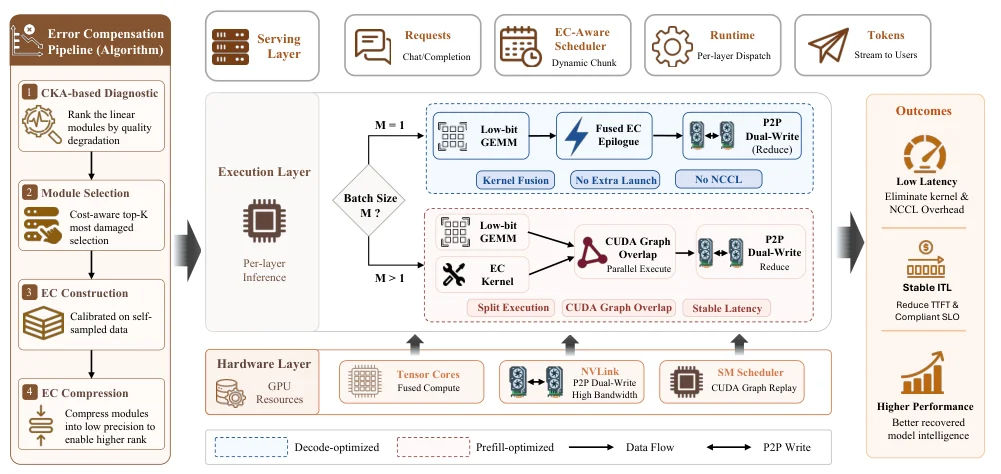 Error Compensation
Pipeline (Algorithm)
1 CKA-based Diagnostic
Rank the linear
modules by quality
degradation
2 Module Selection
Cost-aware top-K
most damaged
selection
3 EC Construction
Calibrated on self-
sampled data
4 EC Compression
Compress modules
into low precision to
enable higher rank
Serving
Layer
Requests
Chat/Completion
EC-Aware
Scheduler
Dynamic Chunk
Runtime
Per-layer Dispatch
Tokens
Stream to Users
Execution Layer
Per-layer
Inference
Batch Size
M ?
M = 1
Low-bit
GEMM
Fused EC
Epilogue
P2P
Dual-Write
(Reduce)
Kernel Fusion
No Extra Launch
No NCCL
M > 1
Low-bit
GEMM
EC
Kernel
CUDA Graph
Overlap
Parallel Execute
P2P
Dual-Write
Reduce
Split Execution
CUDA Graph Overlap
Stable Latency
Hardware Layer
GPU
Resources
Tensor Cores
Fused Compute
NVLink
P2P Dual-Write
High Bandwidth
SM Scheduler
CUDA Graph Replay
Decode-optimized
Prefill-optimized
Data Flow
P2P Write
Outcomes
Low Latency
Eliminate kernel &
NCCL Overhead
$
Stable ITL
Reduce TTFT &
Compliant SLO
Higher Performance
Better recovered
model intelligence